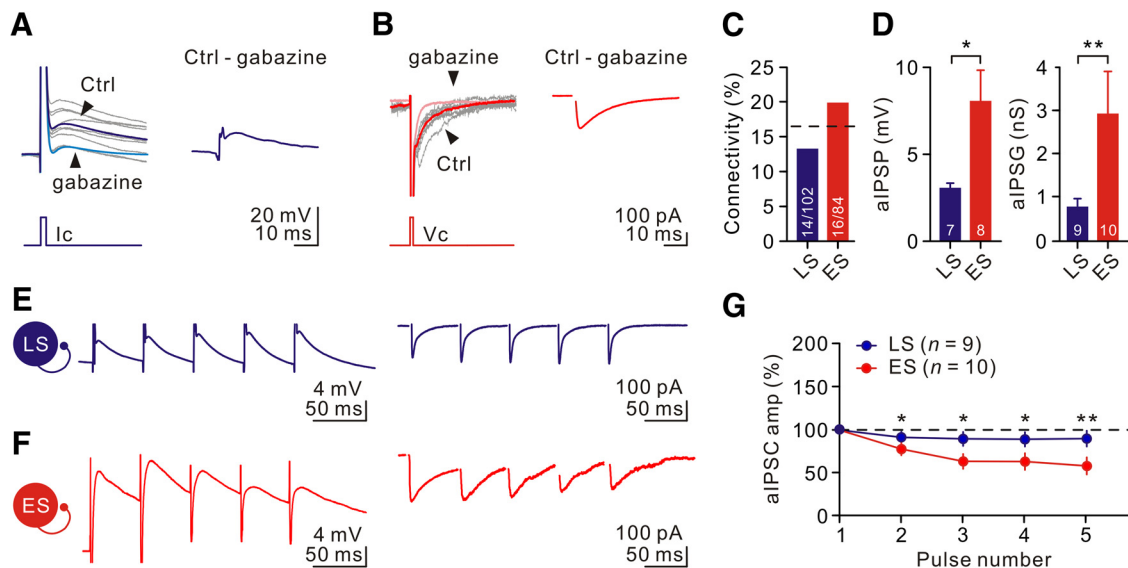 A
Ctrl
gabazine
Ctrl - gabazine
20 mV
10 ms
Ic
B
gabazine
Ctrl
Ctrl - gabazine
100 pA
10 ms
Vc
C
Connectivity (%)
25
20
15
10
5
0
14/102
16/84
LS
ES
D
*
aIPSP (mV)
10
5
0
7
8
LS
ES
**
aIPSG (nS)
4
3
2
1
0
9
10
LS
ES
E
LS
4 mV
50 ms
100 pA
50 ms
F
ES
4 mV
50 ms
100 pA
50 ms
G
aIPSC amp (%)
200
150
100
50
0
LS (n = 9)
ES (n = 10)
* * * **
1 2 3 4 5
Pulse number